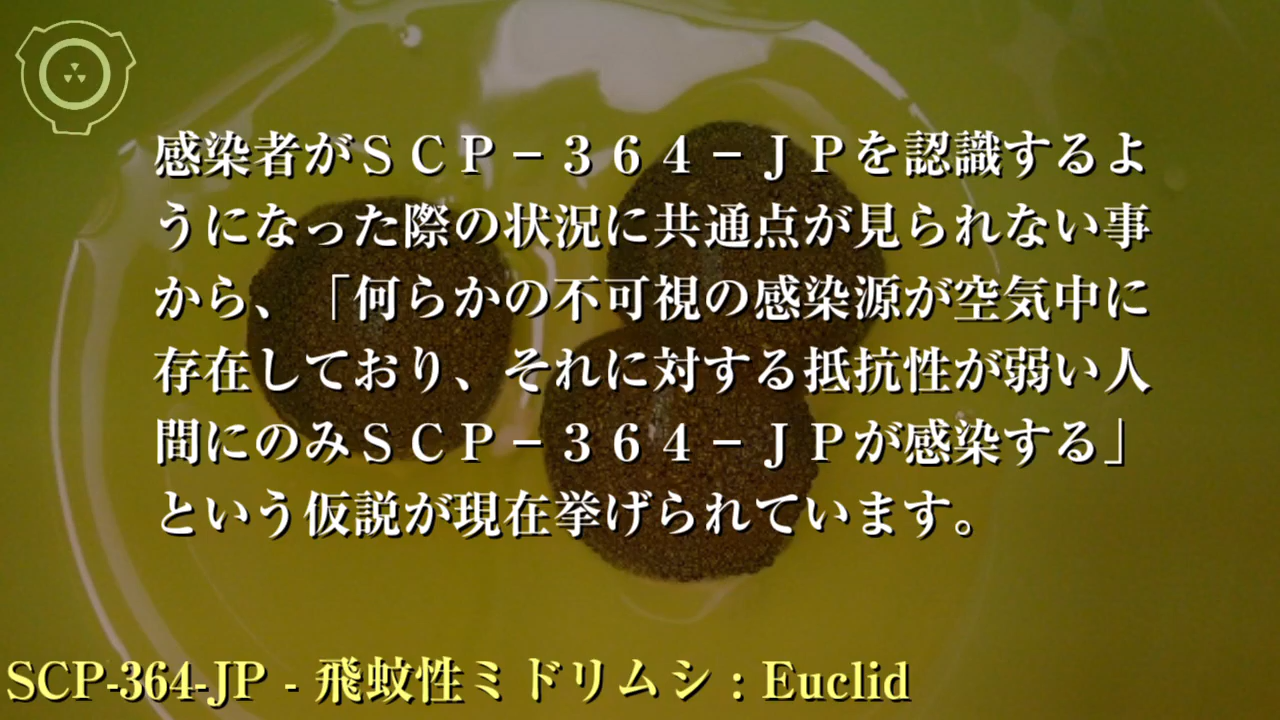 感染者がＳＣＰ－３６４－ＪＰを認識するよ
うになった際の状況に共通点が見られない事
から、「何らかの不可視の感染源が空気中に
存在しており、それに対する抵抗性が弱い人
間にのみＳＣＰ－３６４－ＪＰが感染する」
という仮説が現在挙げられています。
SCP-364-JP - 飛蚊性ミドリムシ : Euclid